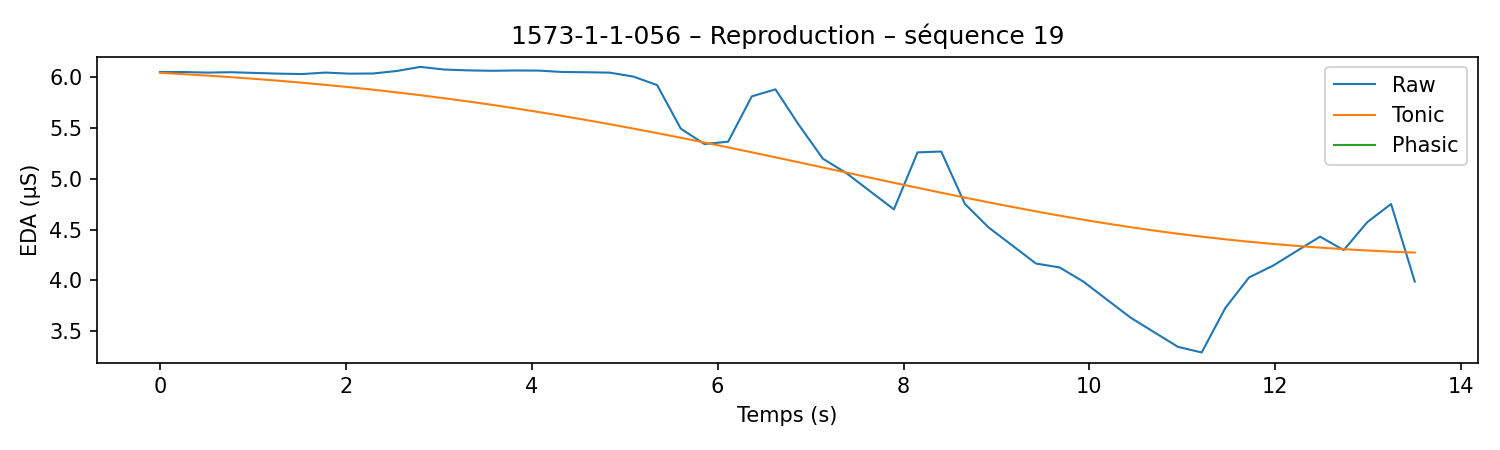 1573-1-1-056 – Reproduction – séquence 19
EDA (µS)
6.0
5.5
5.0
4.5
4.0
3.5
Raw
Tonic
Phasic
0 2 4 6 8 10 12 14
Temps (s)